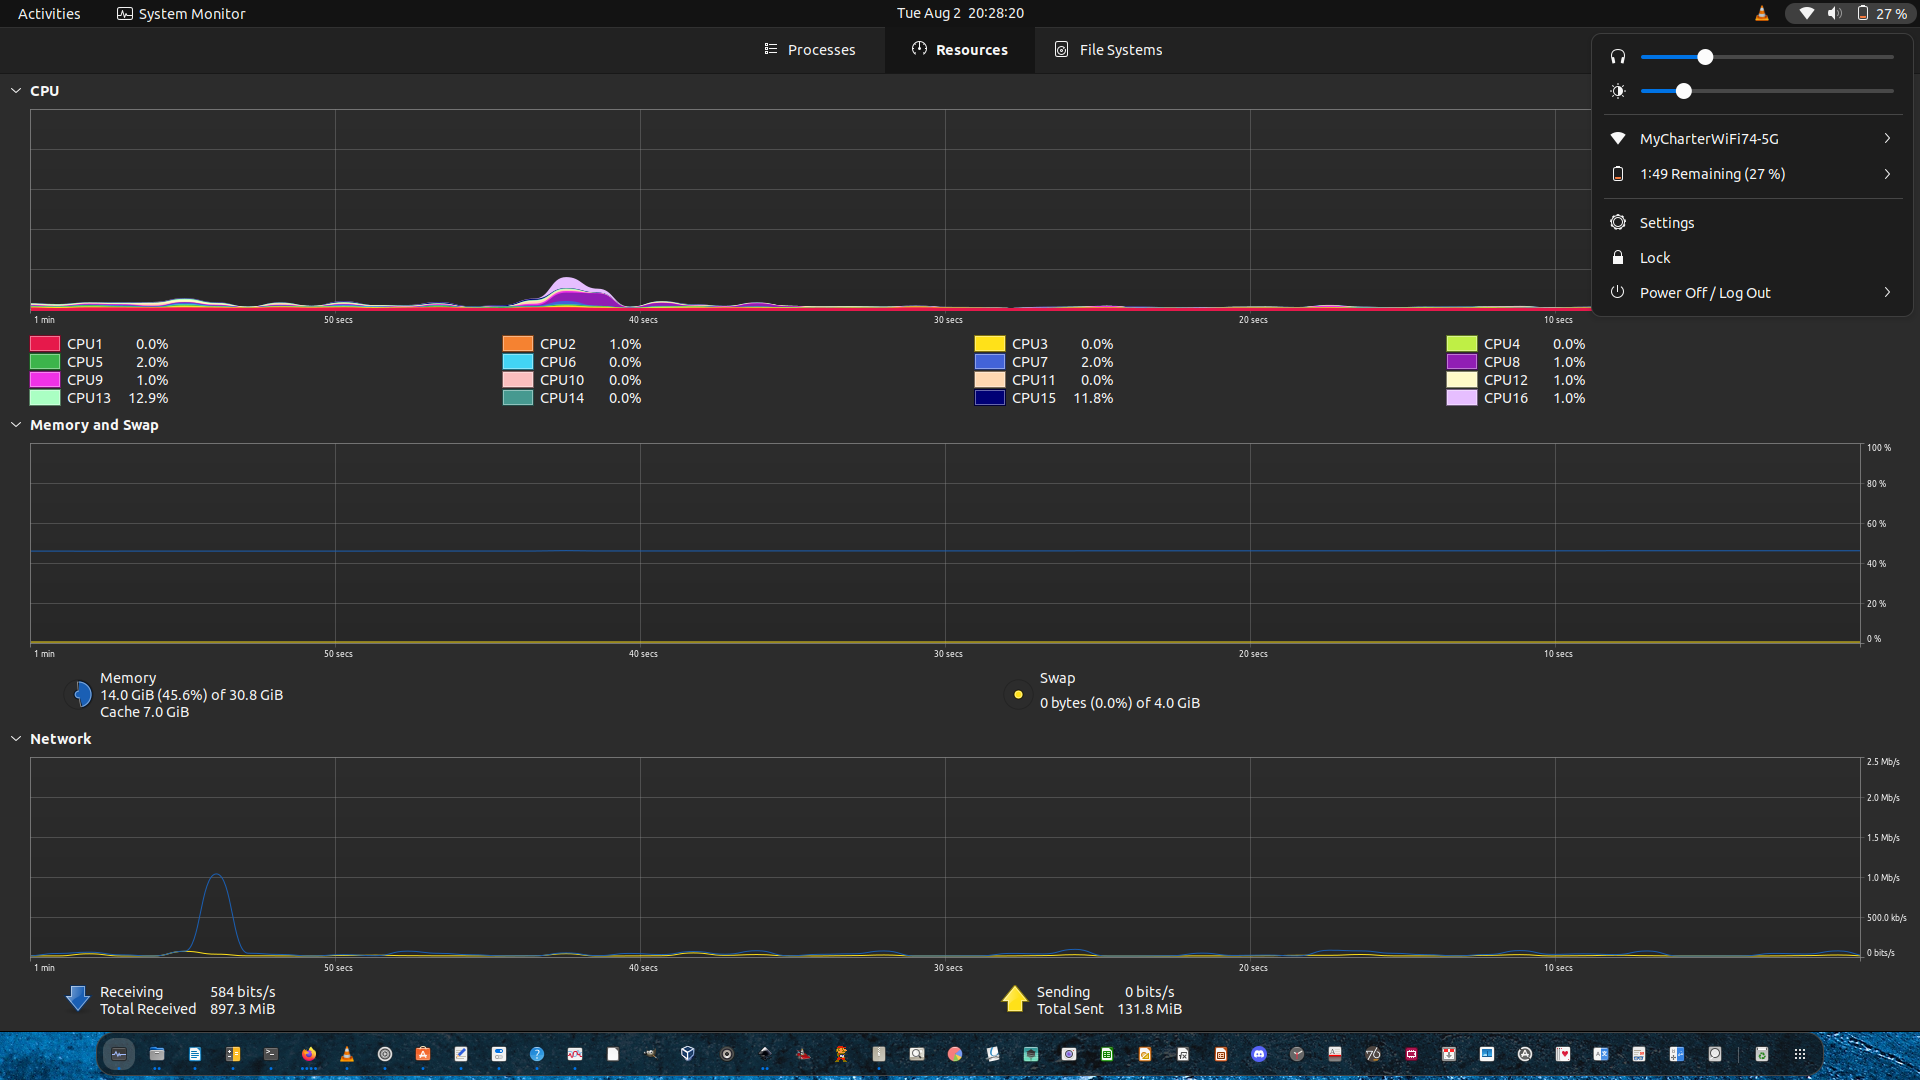 Activities
System Monitor
Tue Aug 2 20:28:20
27 %
Processes
Resources
File Systems
CPU
1 min
50 secs
40 secs
30 secs
20 secs
10 secs
CPU1 0.0%
CPU2 1.0%
CPU3 0.0%
CPU4 0.0%
CPU5 2.0%
CPU6 0.0%
CPU7 2.0%
CPU8 1.0%
CPU9 1.0%
CPU10 0.0%
CPU11 0.0%
CPU12 1.0%
CPU13 12.9%
CPU14 0.0%
CPU15 11.8%
CPU16 1.0%
MyCharterWiFi74-5G
1:49 Remaining (27 %)
Settings
Lock
Power Off / Log Out
Memory and Swap
100 %
80 %
60 %
40 %
20 %
0 %
1 min
50 secs
40 secs
30 secs
20 secs
10 secs
Memory
14.0 GiB (45.6%) of 30.8 GiB
Cache 7.0 GiB
Swap
0 bytes (0.0%) of 4.0 GiB
Network
2.5 Mb/s
2.0 Mb/s
1.5 Mb/s
1.0 Mb/s
500.0 kb/s
0 bits/s
1 min
50 secs
40 secs
30 secs
20 secs
10 secs
Receiving 584 bits/s
Total Received 897.3 MiB
Sending 0 bits/s
Total Sent 131.8 MiB
76